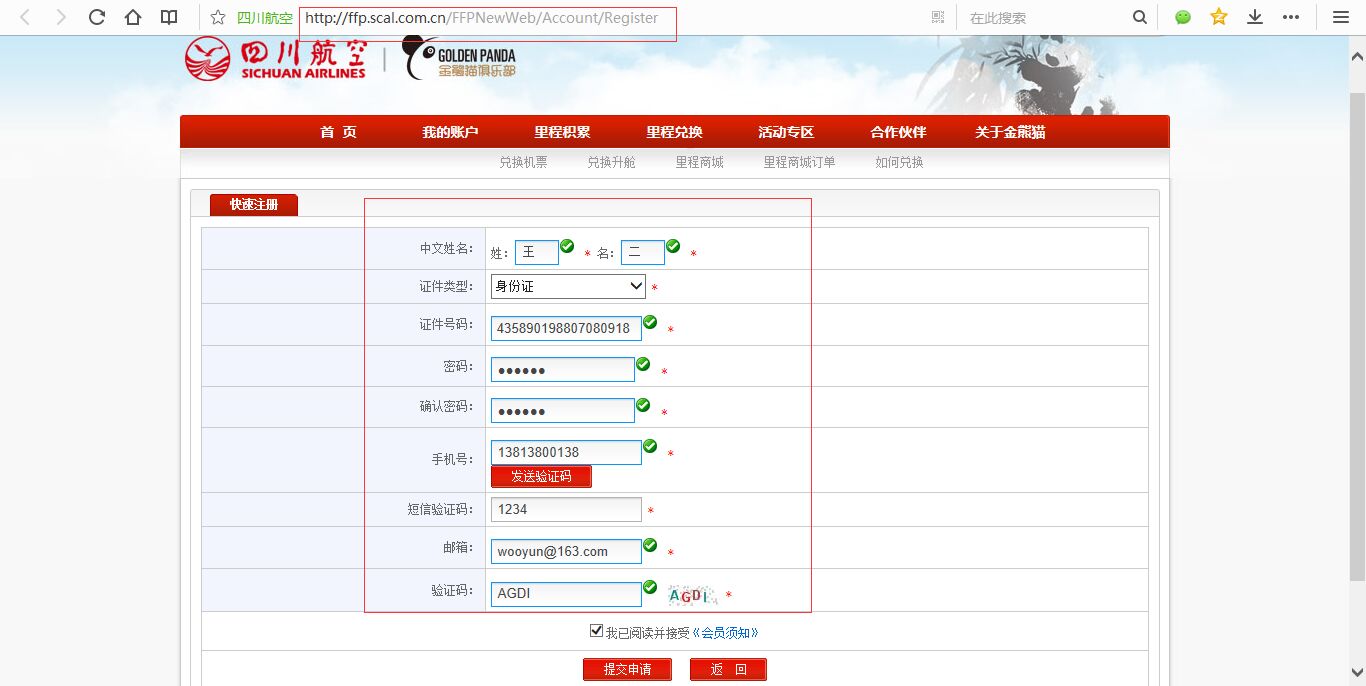 四川航空 http://ffp.scal.com.cn/FFPNewWeb/Account/Register 在此搜索
四川航空 GOLDEN PANDA
SICHUAN AIRLINES 金熊猫俱乐部
首 页 我的账户 里程积累 里程兑换 活动专区 合作伙伴 关于金熊猫
兑换机票 兑换升舱 里程商城 里程商城订单 如何兑换
快速注册
中文姓名: 姓: 王 * 名: 二 *
证件类型: 身份证 *
证件号码: 435890198807080918 *
密码: ●●●●●● *
确认密码: ●●●●●● *
手机号: 13813800138 *
发送验证码
短信验证码: 1234 *
邮箱: wooyun@163.com *
验证码: AGDI AGDI *
我已阅读并接受《会员须知》
提交申请 返 回